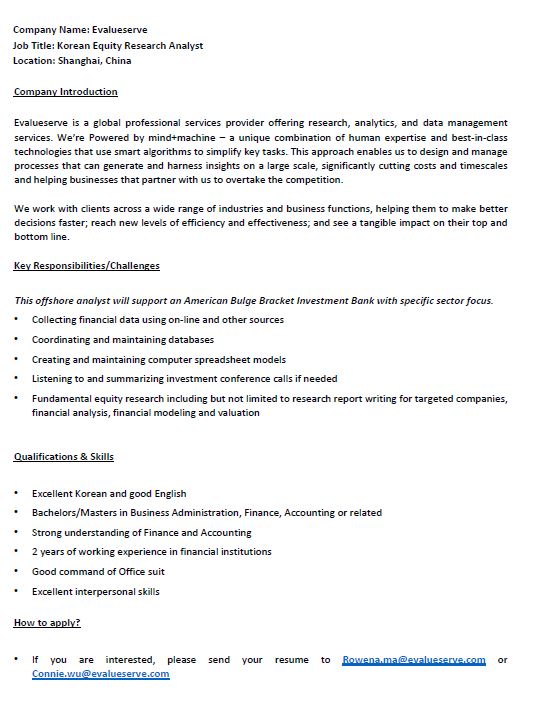 Company Name: Evalueserve
Job Title: Korean Equity Research Analyst
Location: Shanghai, China
Company Introduction
Evalueserve is a global professional services provider offering research, analytics, and data management
services. We're Powered by mind+machine – a unique combination of human expertise and best-in-class
technologies that use smart algorithms to simplify key tasks. This approach enables us to design and manage
processes that can generate and harness insights on a large scale, significantly cutting costs and timescales
and helping businesses that partner with us to overtake the competition.
We work with clients across a wide range of industries and business functions, helping them to make better
decisions faster; reach new levels of efficiency and effectiveness; and see a tangible impact on their top and
bottom line.
Key Responsibilities/Challenges
This offshore analyst will support an American Bulge Bracket Investment Bank with specific sector focus.
• Collecting financial data using on-line and other sources
• Coordinating and maintaining databases
• Creating and maintaining computer spreadsheet models
• Listening to and summarizing investment conference calls if needed
• Fundamental equity research including but not limited to research report writing for targeted companies,
financial analysis, financial modeling and valuation
Qualifications & Skills
• Excellent Korean and good English
• Bachelors/Masters in Business Administration, Finance, Accounting or related
• Strong understanding of Finance and Accounting
• 2 years of working experience in financial institutions
• Good command of Office suit
• Excellent interpersonal skills
How to apply?
• If you are interested, please send your resume to Rowena.ma@evalueserve.com or
Connie.wu@evalueserve.com